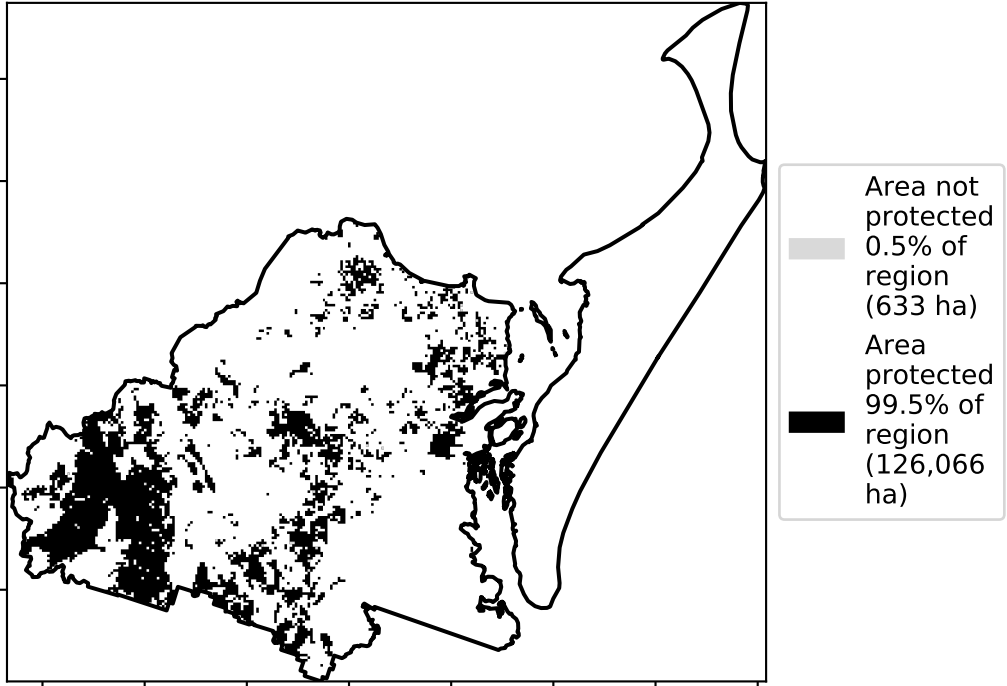 Area not
protected
0.5% of
region
(633 ha)
Area
protected
99.5% of
region
(126,066
ha)